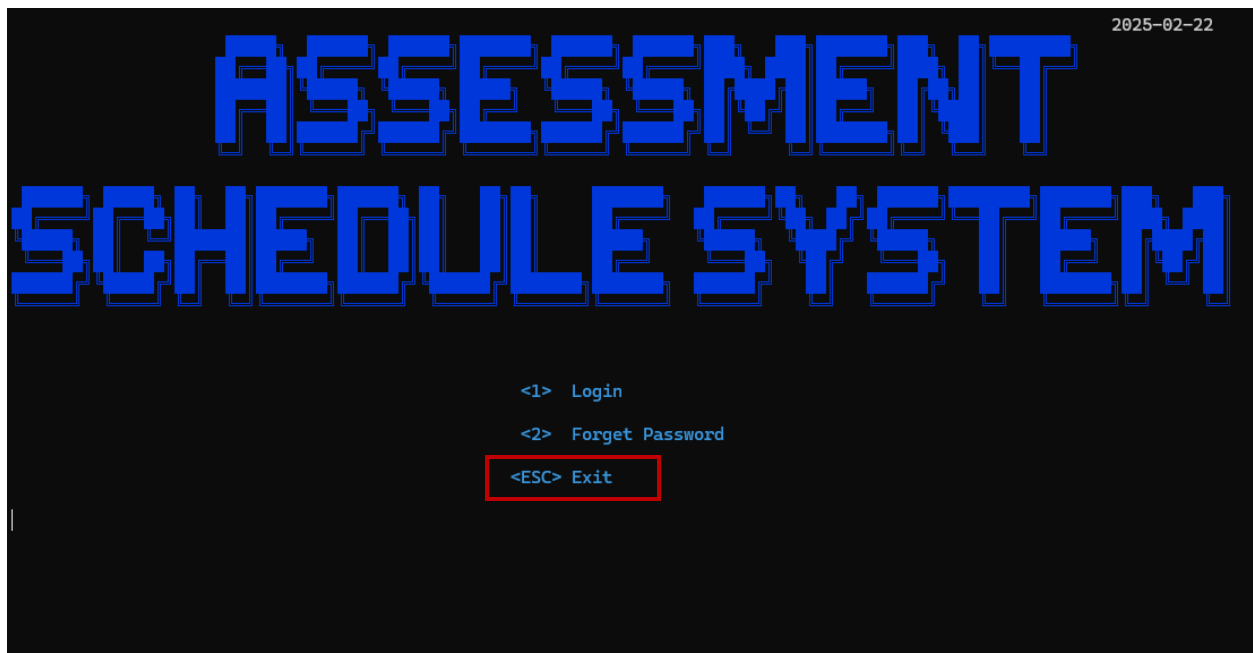 2025-02-22
ASSESSMENT
SCHEDULE SYSTEM
<1> Login
<2> Forget Password
<ESC> Exit